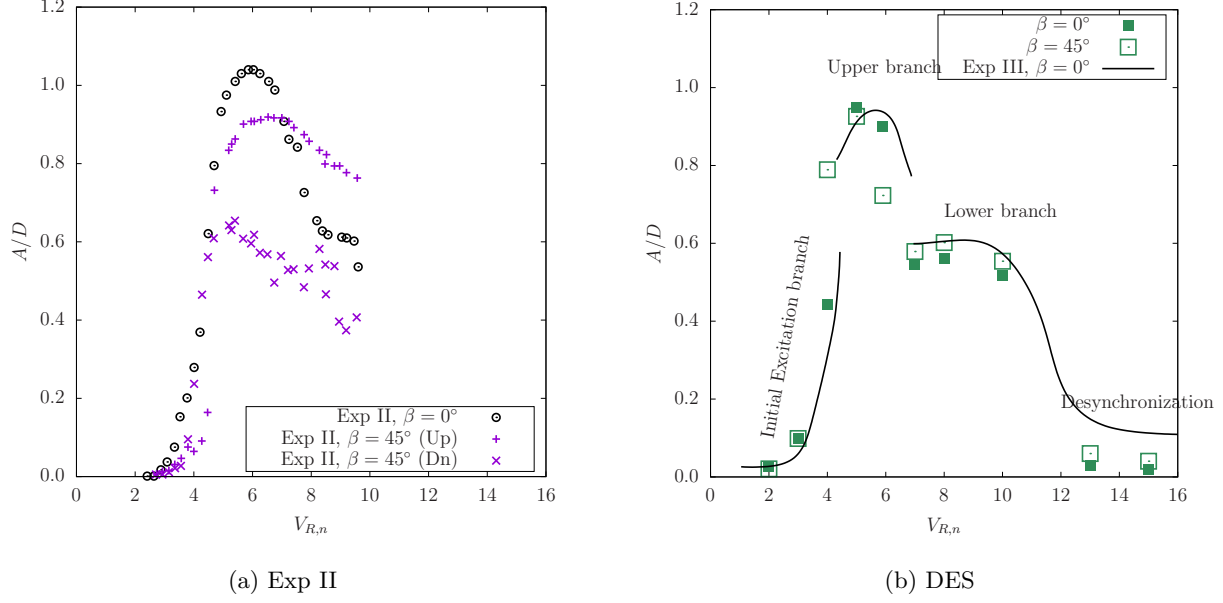 1.2
1.0
0.8
0.6
0.4
0.2
0.0
A/D
0 2 4 6 8 10 12 14 16
V_{R,n}
Exp II, β = 0°
Exp II, β = 45° (Up)
Exp II, β = 45° (Dn)
(a) Exp II
1.2
1.0
0.8
0.6
0.4
0.2
0.0
A/D
0 2 4 6 8 10 12 14 16
V_{R,n}
β = 0°
β = 45°
Exp III, β = 0°
Upper branch
Lower branch
Initial Excitation branch
Desynchronization
(b) DES